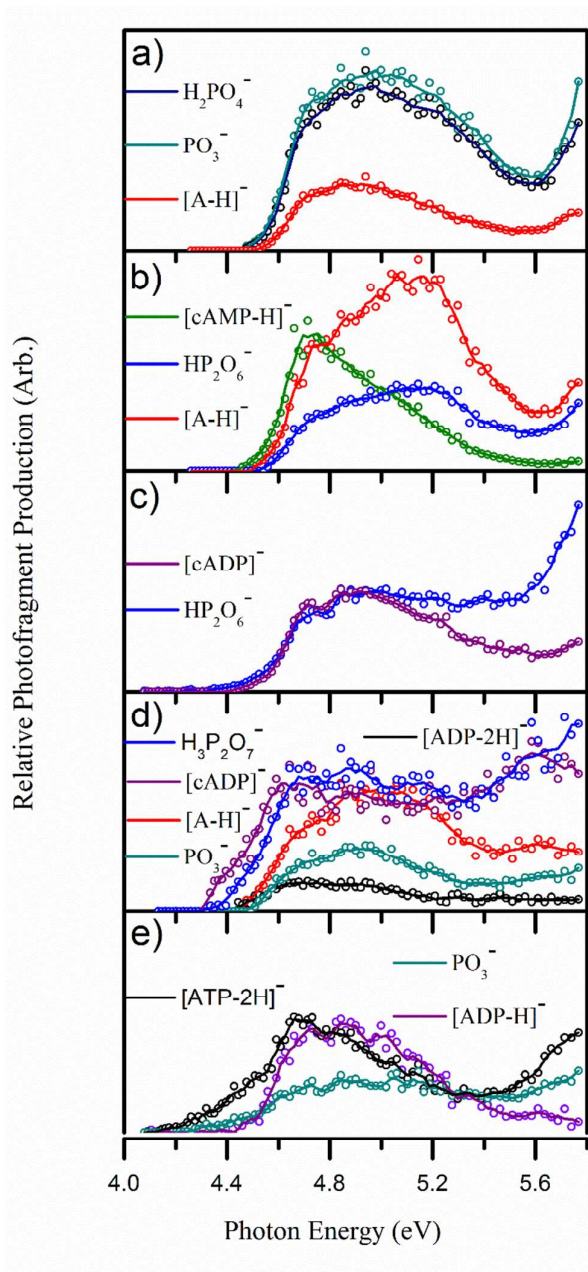 Relative Photofragment Production (Arb.)
a)
H₂PO₄⁻
PO₃⁻
[A-H]⁻
b)
[cAMP-H]⁻
HP₂O₆⁻
[A-H]⁻
c)
[cADP]⁻
HP₂O₆⁻
d)
H₃P₂O₇⁻
[ADP-2H]⁻
[cADP]⁻
[A-H]⁻
PO₃⁻
e)
PO₃⁻
[ATP-2H]⁻
[ADP-H]⁻
4.0 4.4 4.8 5.2 5.6
Photon Energy (eV)